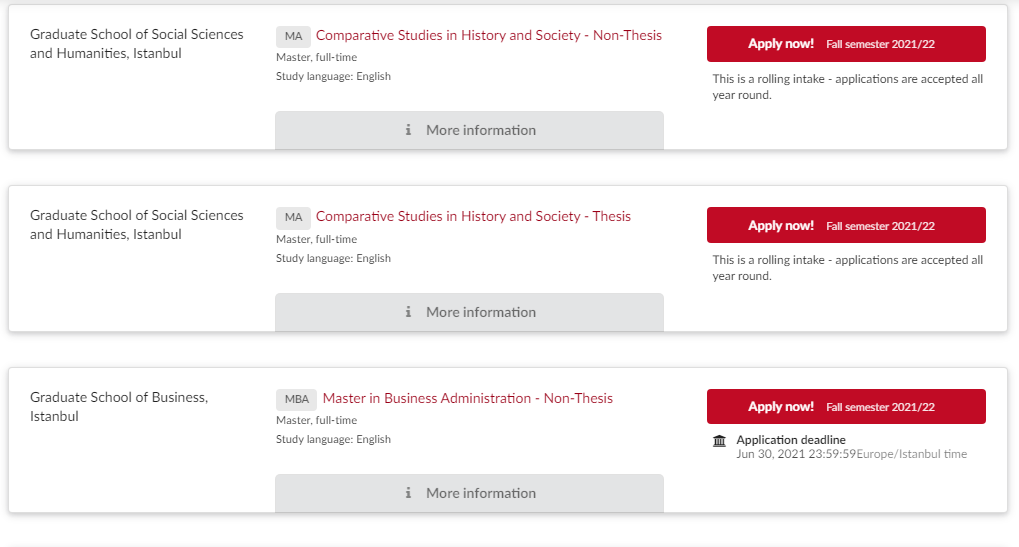 Graduate School of Social Sciences
and Humanities, Istanbul
MA Comparative Studies in History and Society - Non-Thesis
Master, full-time
Study language: English
More information
Apply now! Fall semester 2021/22
This is a rolling intake - applications are accepted all
year round.
Graduate School of Social Sciences
and Humanities, Istanbul
MA Comparative Studies in History and Society - Thesis
Master, full-time
Study language: English
More information
Apply now! Fall semester 2021/22
This is a rolling intake - applications are accepted all
year round.
Graduate School of Business,
Istanbul
MBA Master in Business Administration - Non-Thesis
Master, full-time
Study language: English
More information
Apply now! Fall semester 2021/22
Application deadline
Jun 30, 2021 23:59:59Europe/Istanbul time